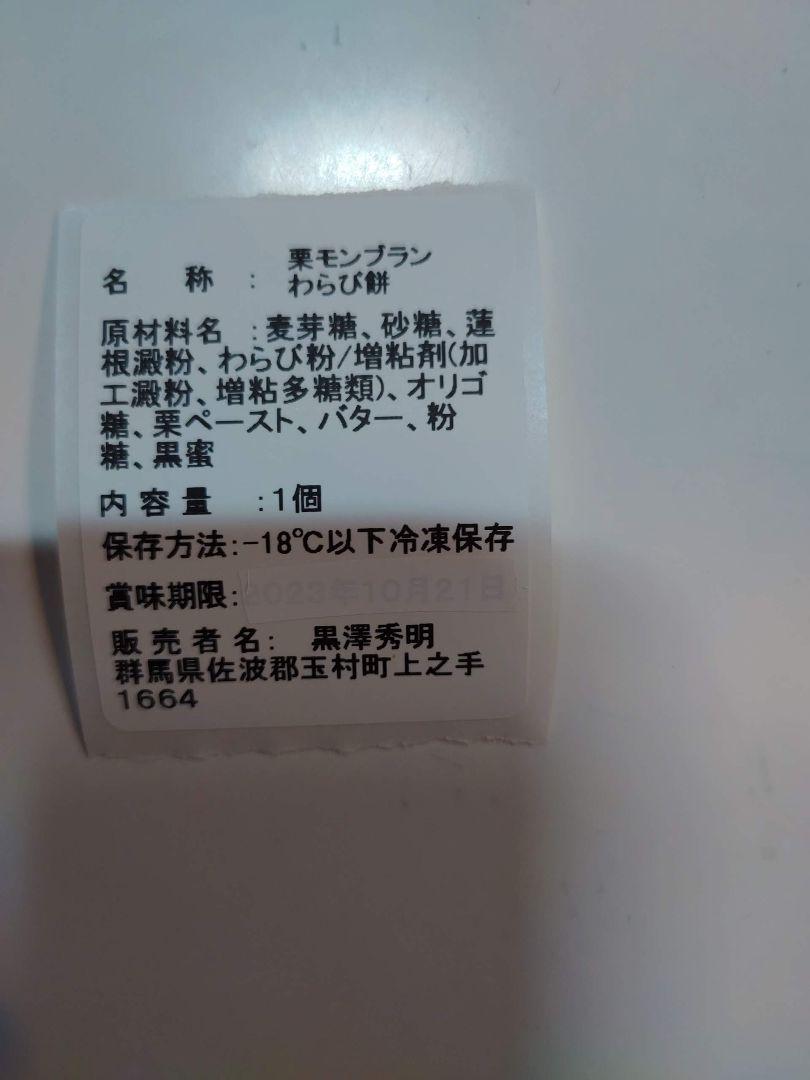 名 称 : 栗モンブラン
わらび餅
原材料名 :麦芽糖、砂糖、蓮
根澱粉、わらび粉/増粘剤(加
工澱粉、増粘多糖類)、オリゴ
糖、栗ペースト、バター、粉
糖、黒蜜
内 容 量 :1個
保存方法:-18℃以下冷凍保存
賞味期限:2023年10月21日
販 売 者 名: 黒澤秀明
群馬県佐波郡玉村町上之手
1664